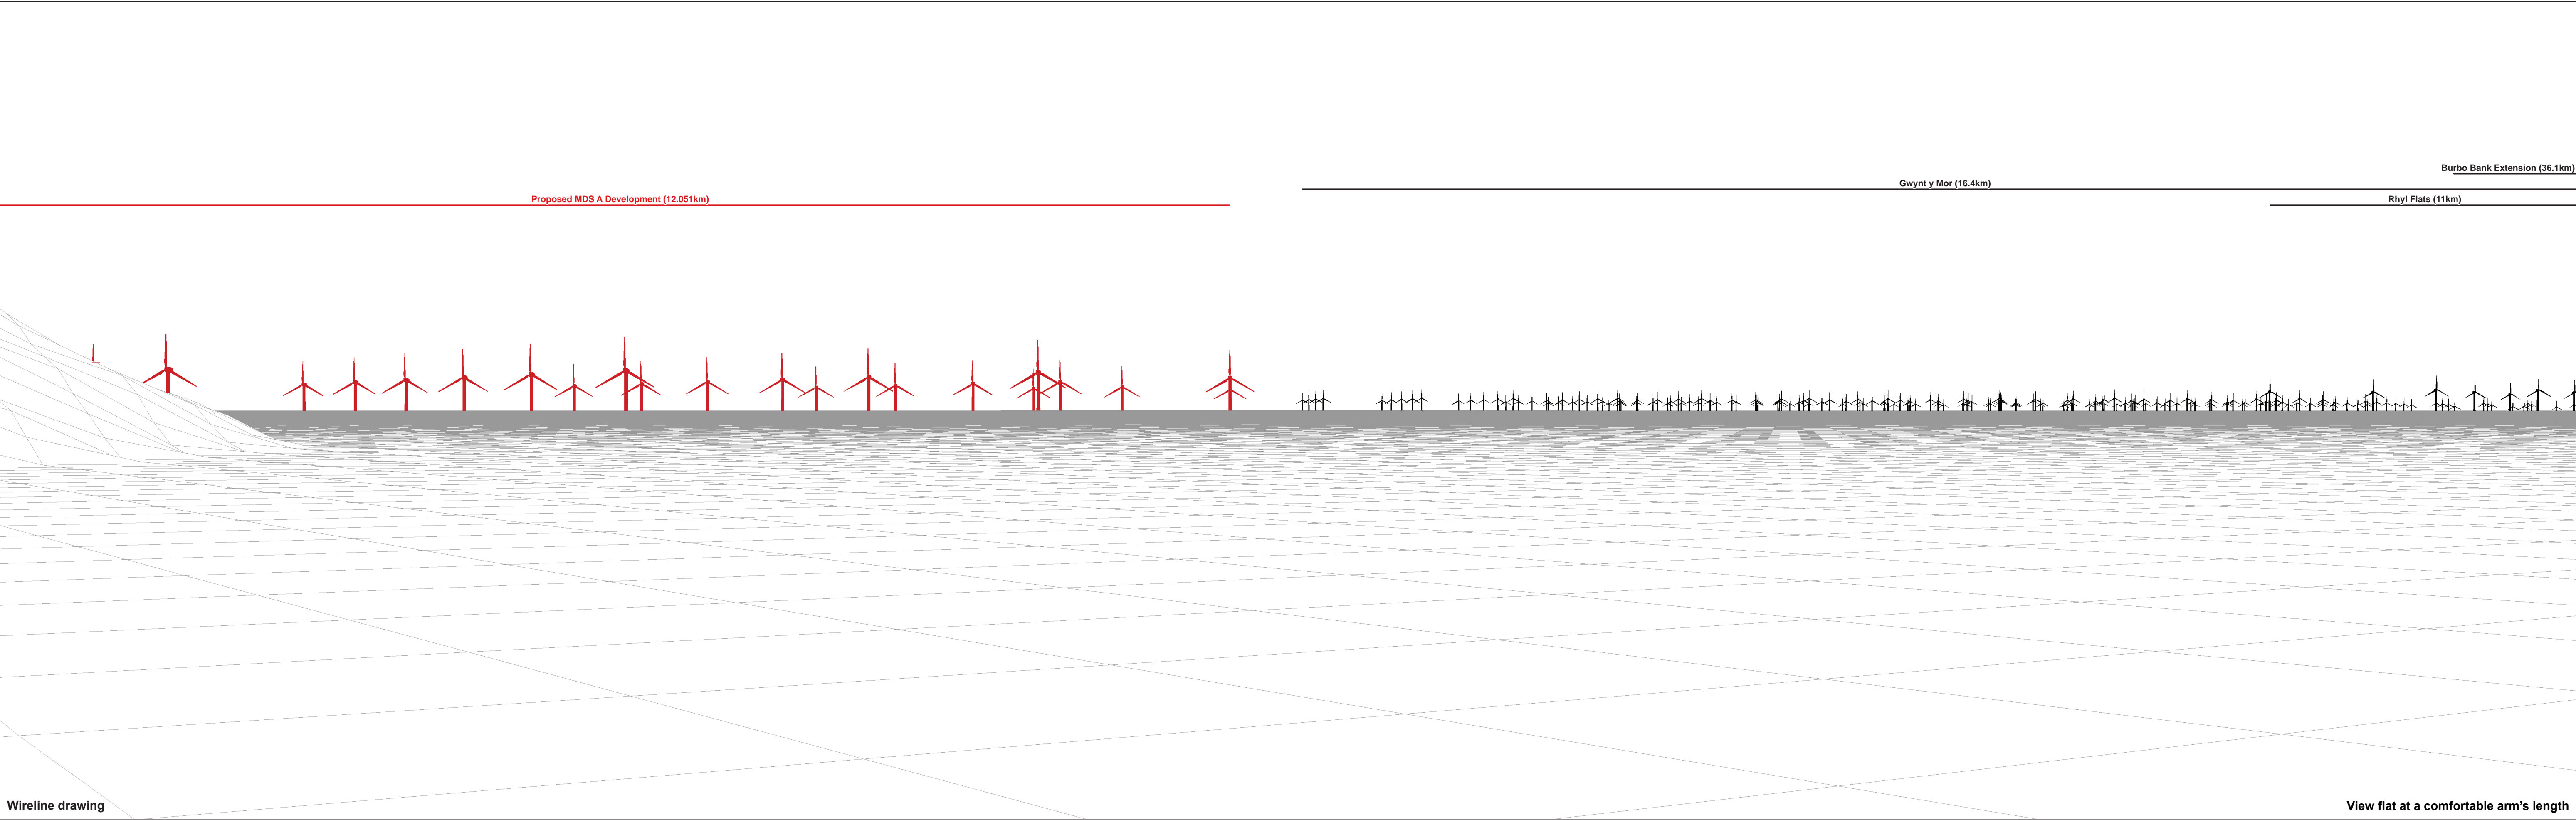 Burbo Bank Extension (36.1km)
Gwynt y Mor (16.4km)
Proposed MDS A Development (12.051km)
Rhyl Flats (11km)
Wireline drawing
View flat at a comfortable arm’s length